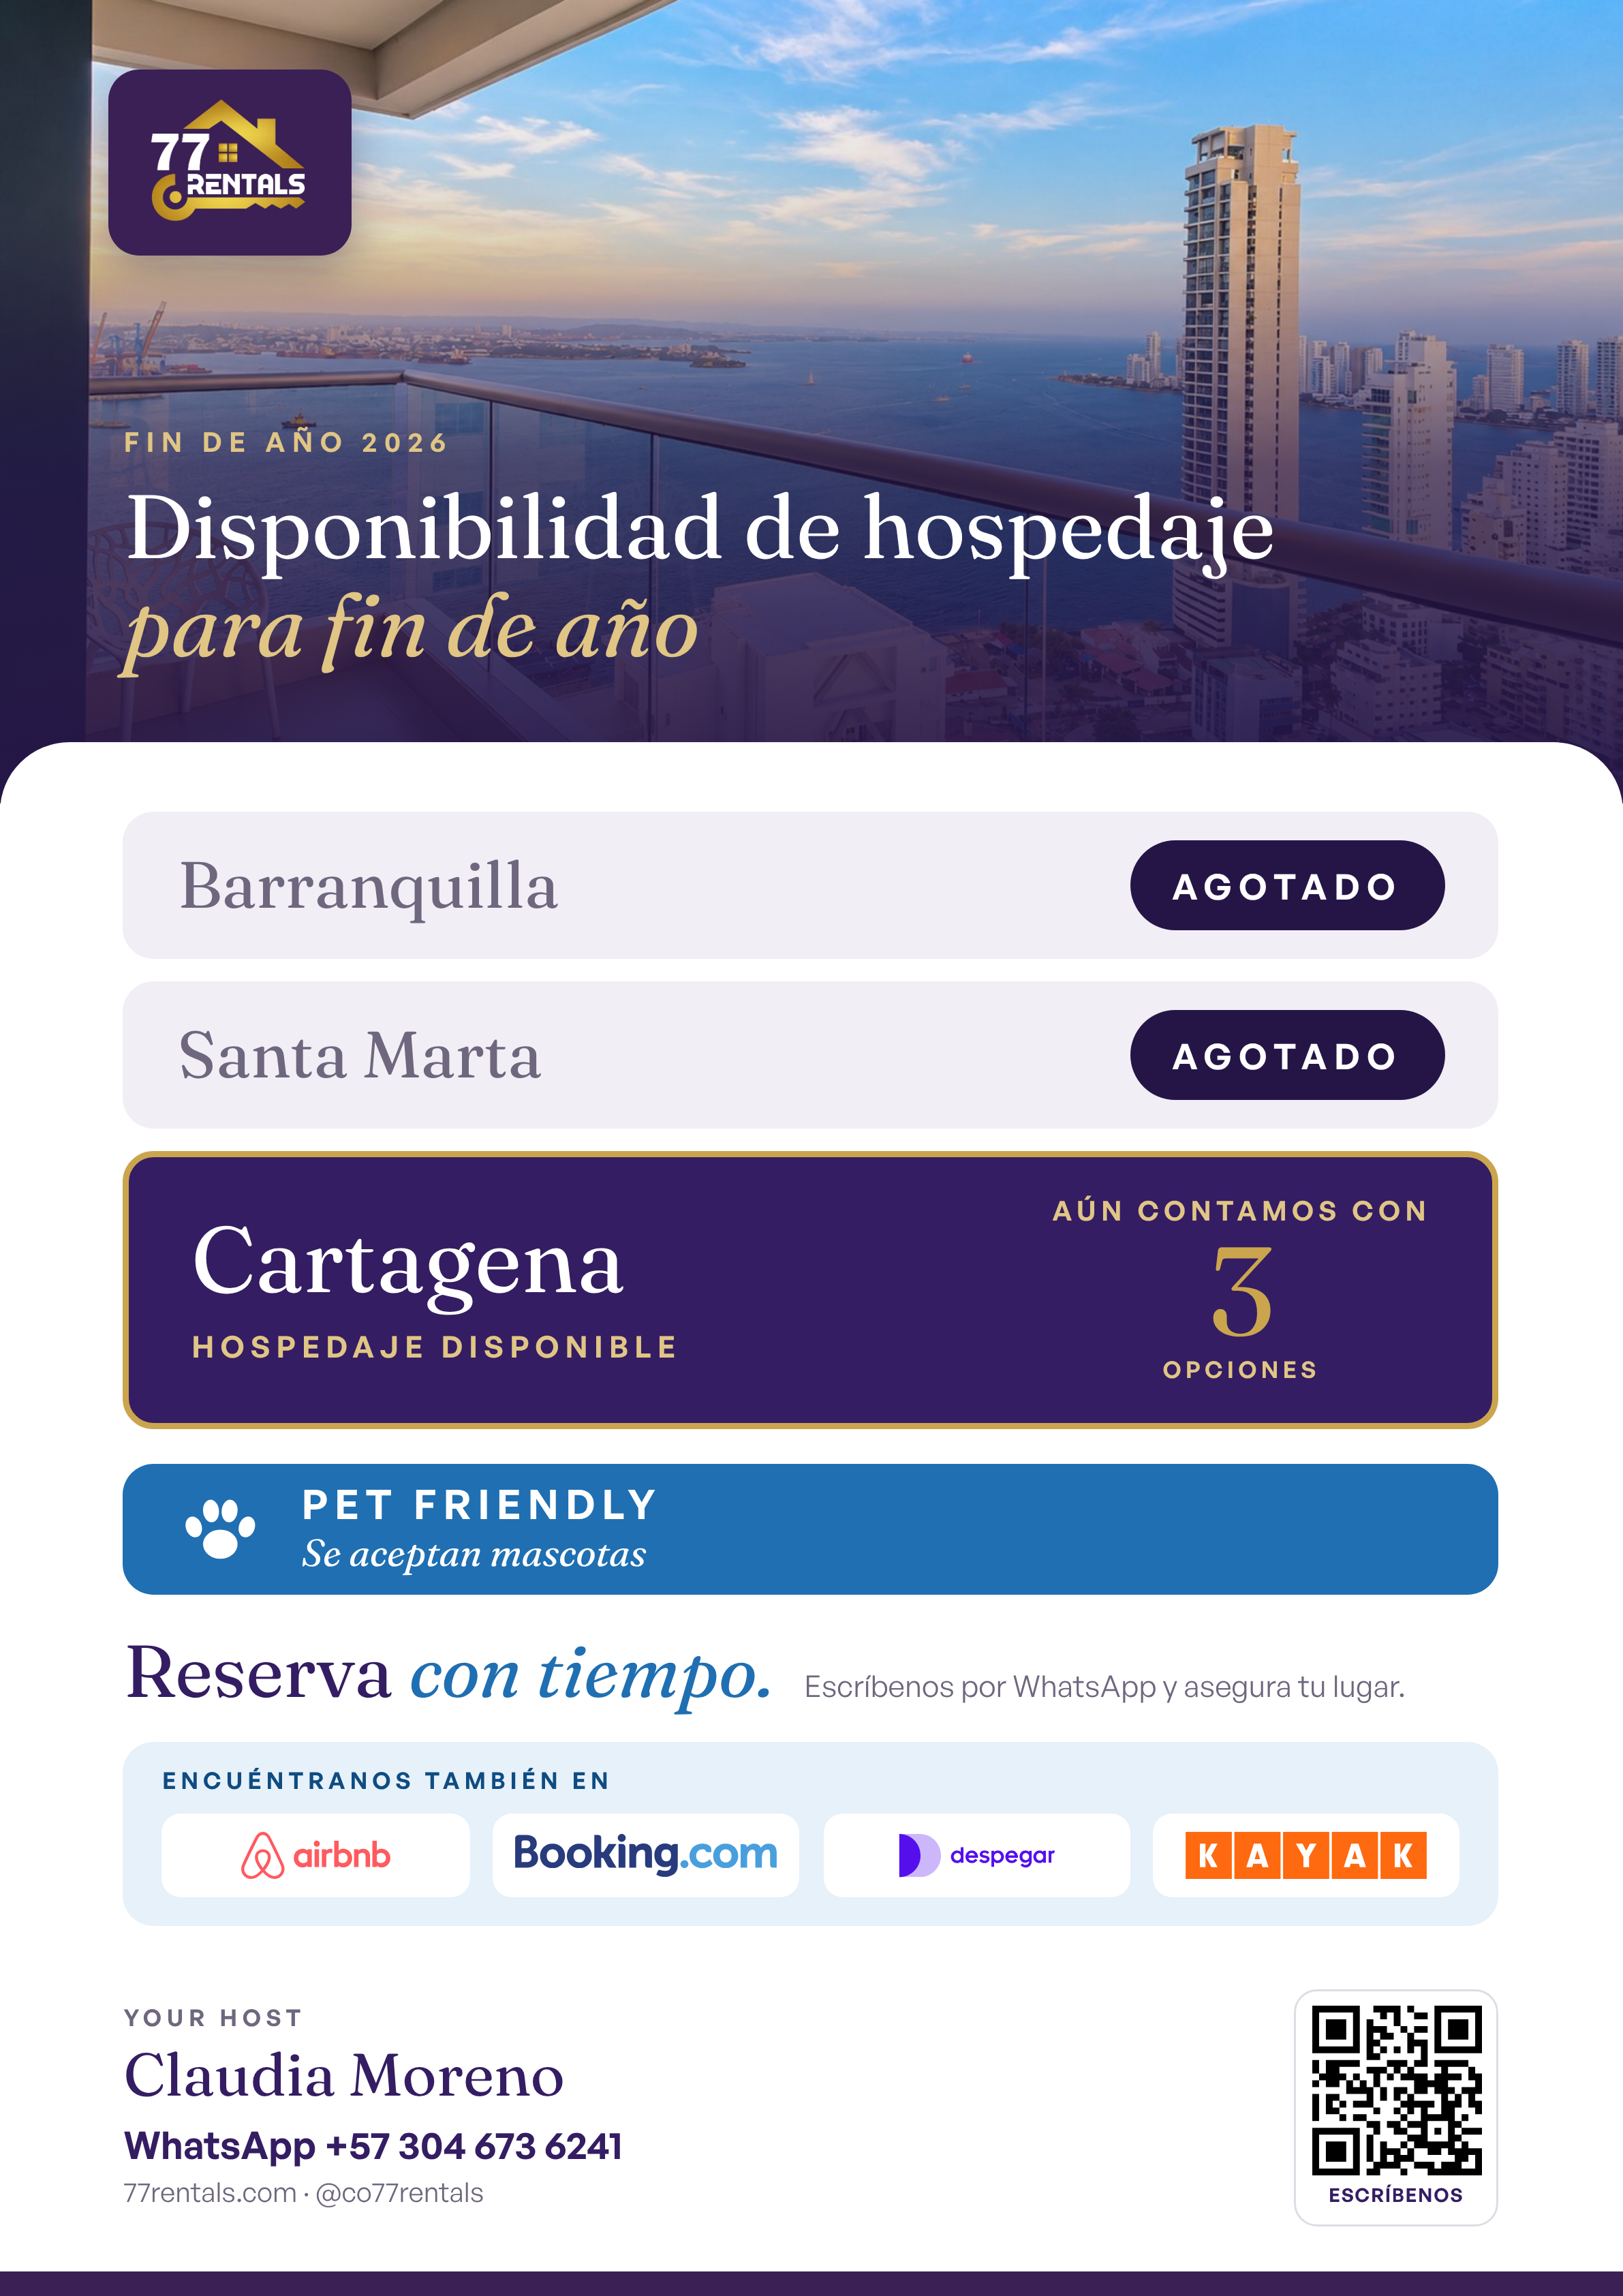 77
RENTALS
FIN DE AÑO 2026
Disponibilidad de hospedaje
para fin de año
Barranquilla
AGOTADO
Santa Marta
AGOTADO
Cartagena
HOSPEDAJE DISPONIBLE
AÚN CONTAMOS CON
3
OPCIONES
PET FRIENDLY
Se aceptan mascotas
Reserva con tiempo. Escríbenos por WhatsApp y asegura tu lugar.
ENCUÉNTRANOS TAMBIÉN EN
airbnb Booking.com despegar KAYAK
YOUR HOST
Claudia Moreno
WhatsApp +57 304 673 6241
77rentals.com · @co77rentals
ESCRÍBENOS